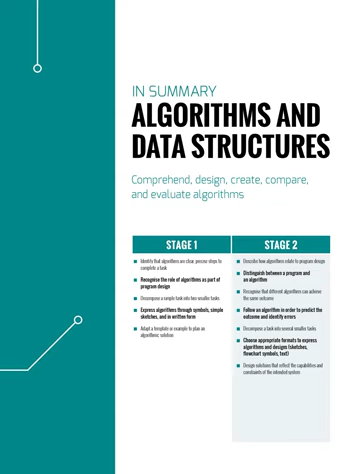 IN SUMMARY
ALGORITHMS AND
DATA STRUCTURES
Comprehend, design, create, compare,
and evaluate algorithms
STAGE 1
Identify that algorithms are clear, precise steps to
complete a task
Recognise the role of algorithms as part of
program design
Decompose a simple task into two smaller tasks
Express algorithms through symbols, simple
sketches, and in written form
Adapt a template or example to plan an
algorithmic solution
STAGE 2
Describe how algorithms relate to program design
Distinguish between a program and
an algorithm
Recognise that different algorithms can achieve
the same outcome
Follow an algorithm in order to predict the
outcome and identify errors
Decompose a task into several smaller tasks
Choose appropriate formats to express
algorithms and designs (sketches,
flowchart symbols, text)
Design solutions that reflect the capabilities and
constraints of the intended system